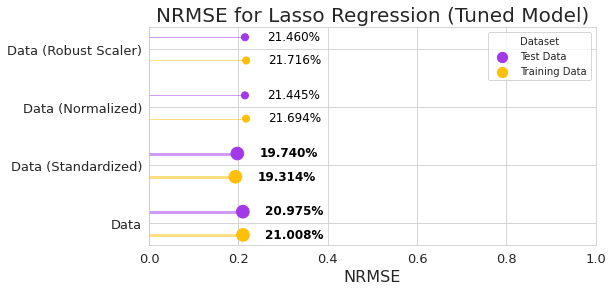 NRMSE for Lasso Regression (Tuned Model)
Dataset
Test Data
Training Data
Data (Robust Scaler)
21.460%
21.716%
Data (Normalized)
21.445%
21.694%
Data (Standardized)
19.740%
19.314%
Data
20.975%
21.008%
0.0 0.2 0.4 0.6 0.8 1.0
NRMSE